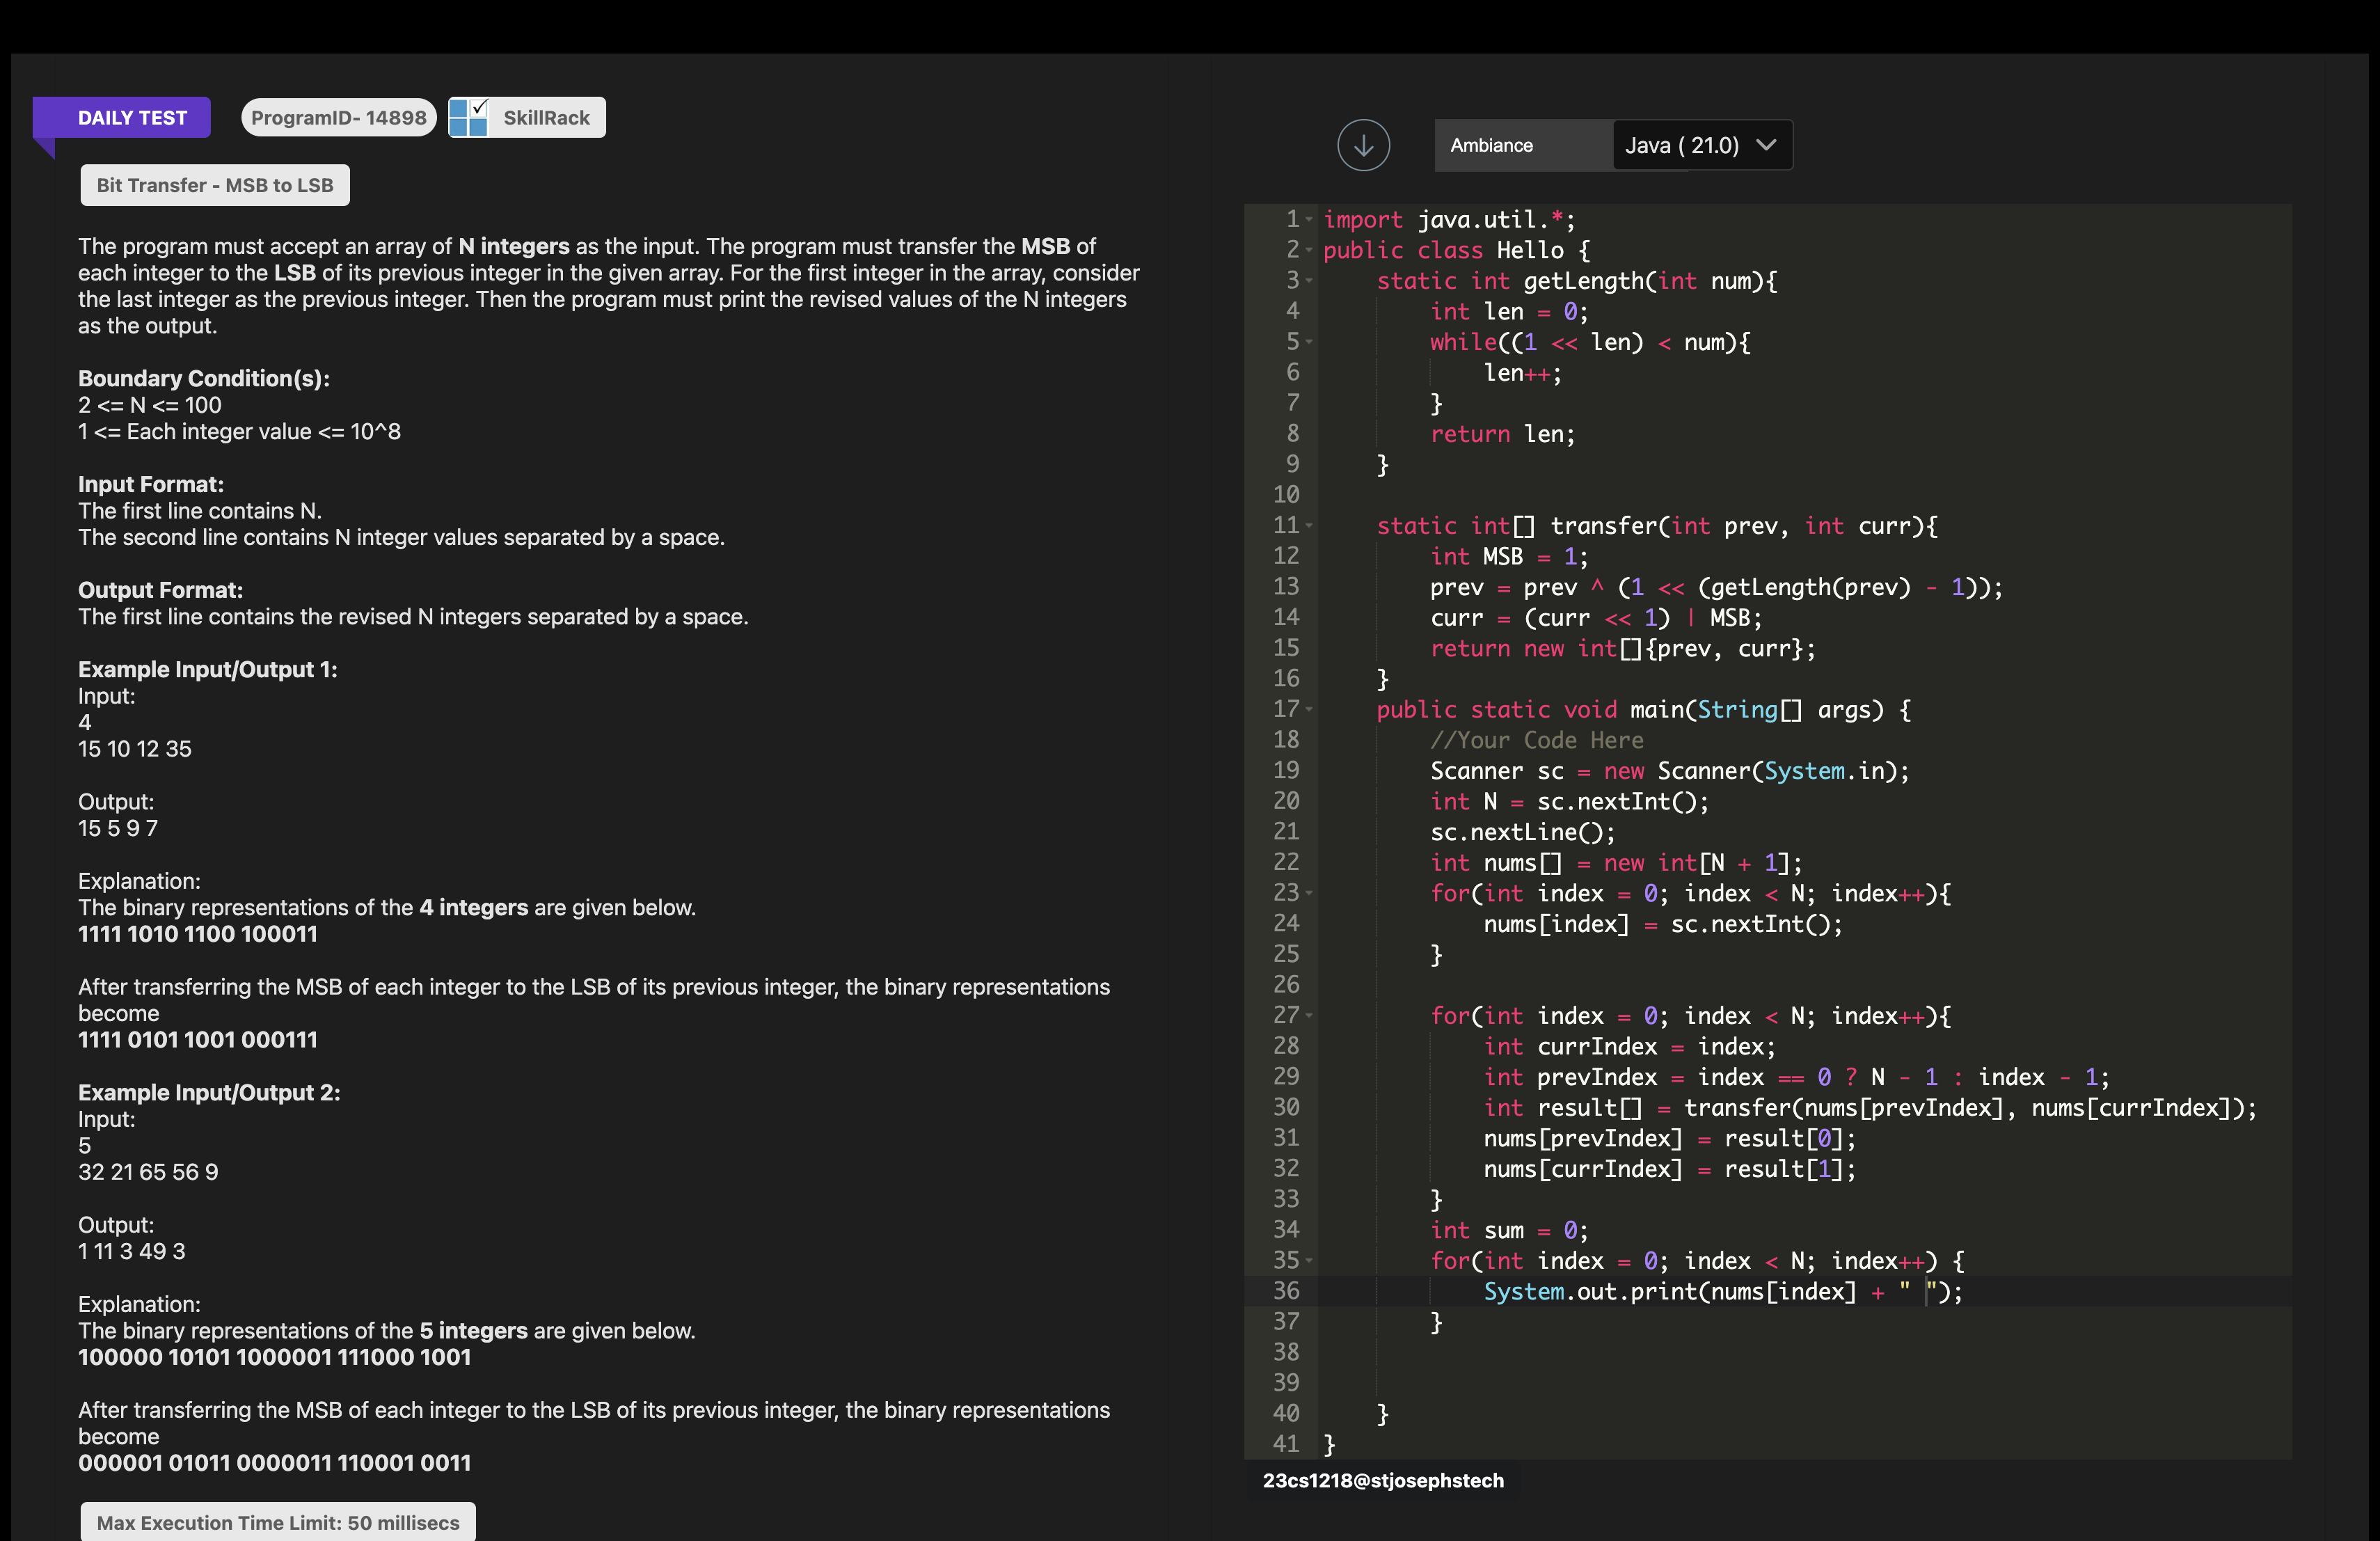 DAILY TEST
ProgramID- 14898
SkillRack
Bit Transfer - MSB to LSB
The program must accept an array of N integers as the input. The program must transfer the MSB of
each integer to the LSB of its previous integer in the given array. For the first integer in the array, consider
the last integer as the previous integer. Then the program must print the revised values of the N integers
as the output.
Boundary Condition(s):
2 <= N <= 100
1 <= Each integer value <= 10^8
Input Format:
The first line contains N.
The second line contains N integer values separated by a space.
Output Format:
The first line contains the revised N integers separated by a space.
Example Input/Output 1:
Input:
4
15 10 12 35
Output:
15 5 9 7
Explanation:
The binary representations of the 4 integers are given below.
1111 1010 1100 100011
After transferring the MSB of each integer to the LSB of its previous integer, the binary representations
become
1111 0101 1001 000111
Example Input/Output 2:
Input:
5
32 21 65 56 9
Output:
1 11 3 49 3
Explanation:
The binary representations of the 5 integers are given below.
100000 10101 1000001 111000 1001
After transferring the MSB of each integer to the LSB of its previous integer, the binary representations
become
000001 01011 0000011 110001 0011
Max Execution Time Limit: 50 millisecs
Ambiance
Java ( 21.0)
1 import java.util.*;
2 public class Hello {
3 static int getLength(int num){
4 int len = 0;
5 while((1 << len) < num){
6 len++;
7 }
8 return len;
9 }
10
11 static int[] transfer(int prev, int curr){
12 int MSB = 1;
13 prev = prev ^ (1 << (getLength(prev) - 1));
14 curr = (curr << 1) | MSB;
15 return new int[]{prev, curr};
16 }
17 public static void main(String[] args) {
18 //Your Code Here
19 Scanner sc = new Scanner(System.in);
20 int N = sc.nextInt();
21 sc.nextLine();
22 int nums[] = new int[N + 1];
23 for(int index = 0; index < N; index++){
24 nums[index] = sc.nextInt();
25 }
26
27 for(int index = 0; index < N; index++){
28 int currIndex = index;
29 int prevIndex = index == 0 ? N - 1 : index - 1;
30 int result[] = transfer(nums[prevIndex], nums[currIndex]);
31 nums[prevIndex] = result[0];
32 nums[currIndex] = result[1];
33 }
34 int sum = 0;
35 for(int index = 0; index < N; index++) {
36 System.out.print(nums[index] + " ");
37 }
38
39
40 }
41 }
23cs1218@stjosephstech